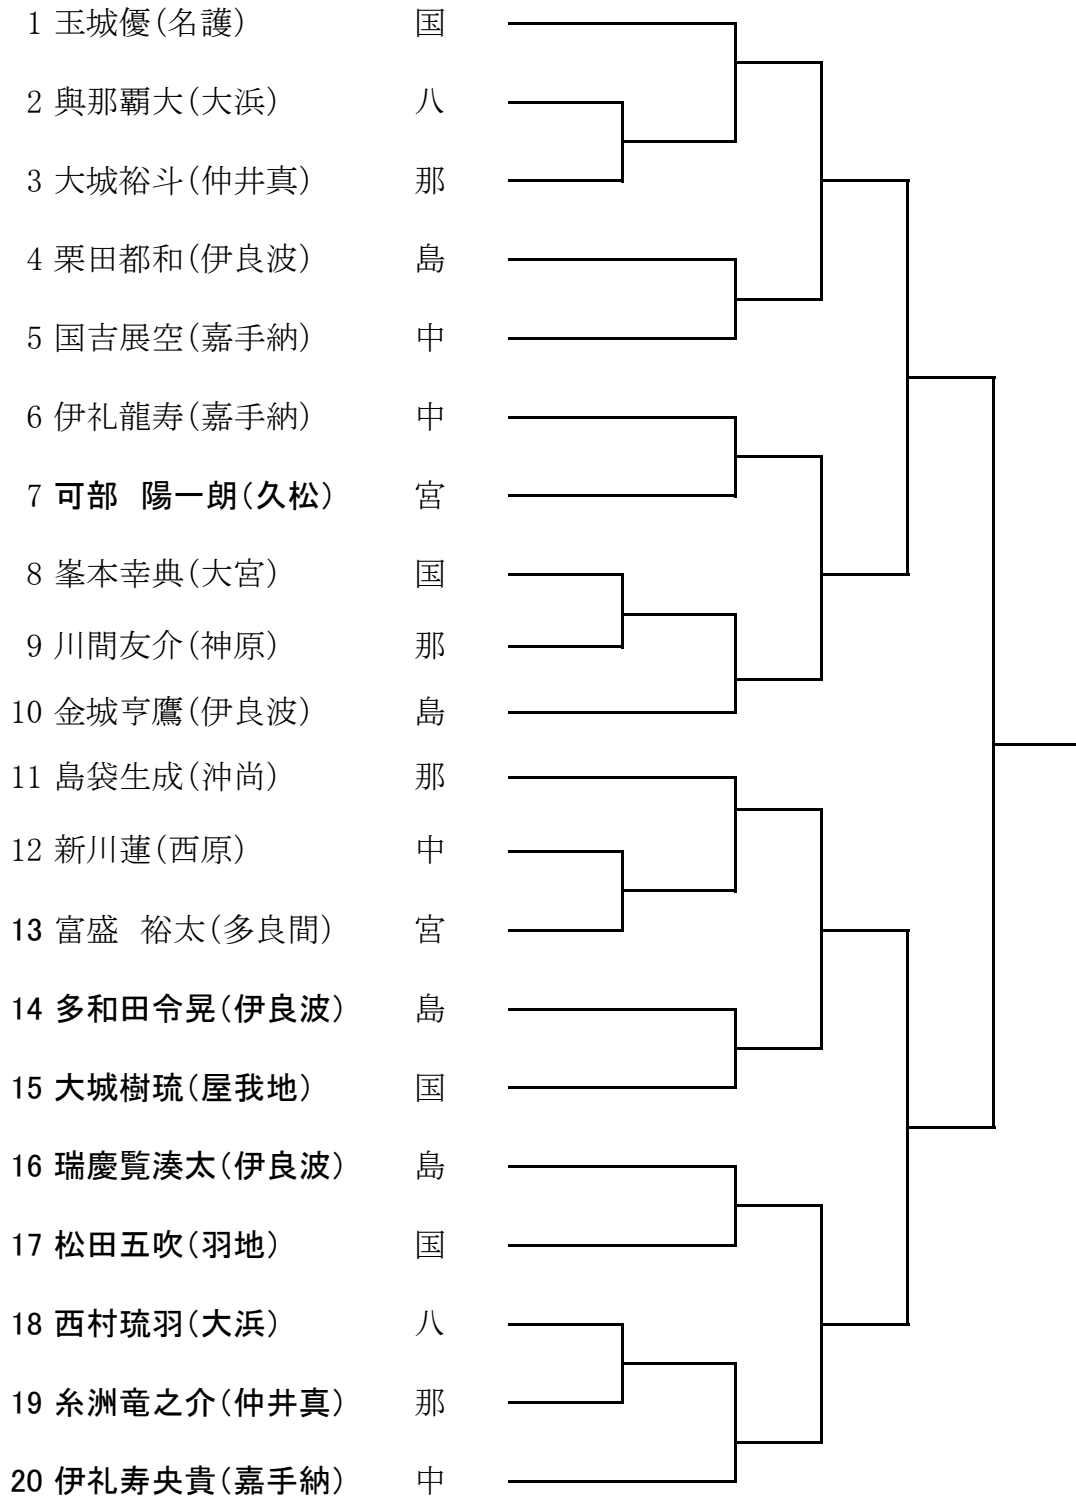 1 玉城優(名護) 国
2 與那覇大(大浜) 八
3 大城裕斗(仲井真) 那
4 栗田都和(伊良波) 島
5 国吉展空(嘉手納) 中
6 伊礼龍寿(嘉手納) 中
7 可部　陽一朗(久松) 宮
8 峯本幸典(大宮) 国
9 川間友介(神原) 那
10 金城亨鷹(伊良波) 島
11 島袋生成(沖尚) 那
12 新川蓮(西原) 中
13 富盛　裕太(多良間) 宮
14 多和田令晃(伊良波) 島
15 大城樹琉(屋我地) 国
16 瑞慶覧湊太(伊良波) 島
17 松田五吹(羽地) 国
18 西村琉羽(大浜) 八
19 糸洲竜之介(仲井真) 那
20 伊礼寿央貴(嘉手納) 中